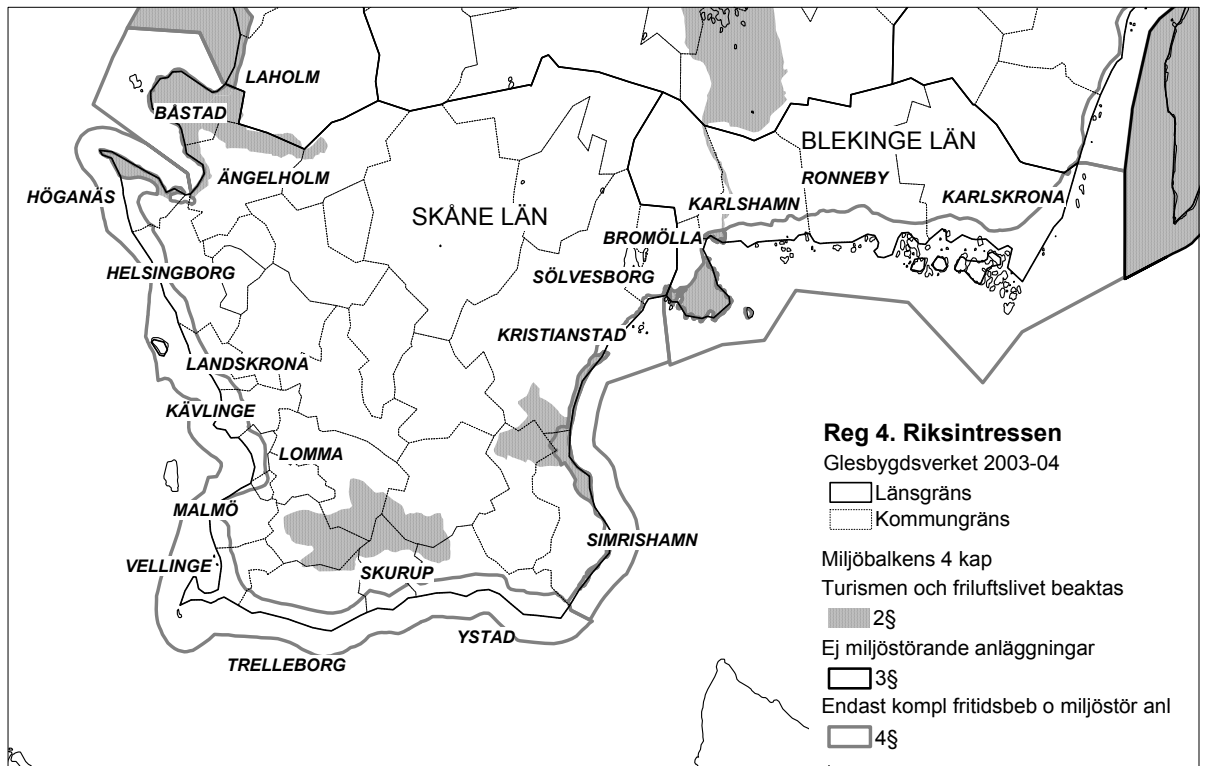 LAHOLM
BÅSTAD
BLEKINGE LÄN
ÄNGELHOLM
RONNEBY
HÖGANÄS
KARLSHAMN
KARLSKRONA
SKÅNE LÄN
BROMÖLLA
HELSINGBORG
SÖLVESBORG
KRISTIANSTAD
LANDSKRONA
KÄVLINGE
LOMMA
MALMÖ
SIMRISHAMN
VELLINGE
SKURUP
YSTAD
TRELLEBORG
Reg 4. Riksintressen
Glesbygdsverket 2003-04
Länsgräns
Kommungräns
Miljöbalkens 4 kap
Turismen och friluftslivet beaktas
2§
Ej miljöstörande anläggningar
3§
Endast kompl fritidsbeb o miljöstör anl
4§